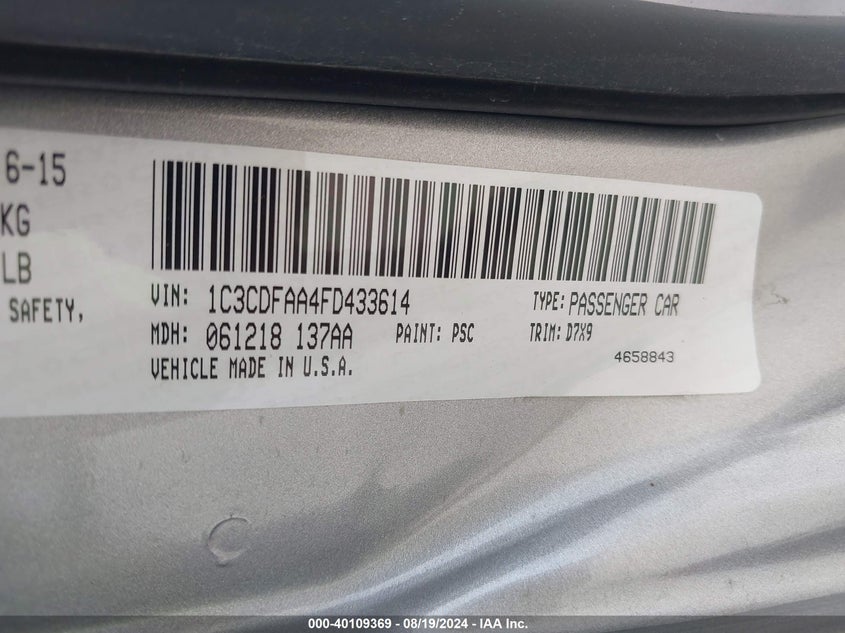 6-15
KG
LB
SAFETY,
VIN: 1C3CDFAA4FD433614 TYPE: PASSENGER CAR
MDH: 061218 137AA PAINT: PSC TRIM: D7X9
VEHICLE MADE IN U.S.A. 4658843
000-40109369 - 08/19/2024 - IAA Inc.